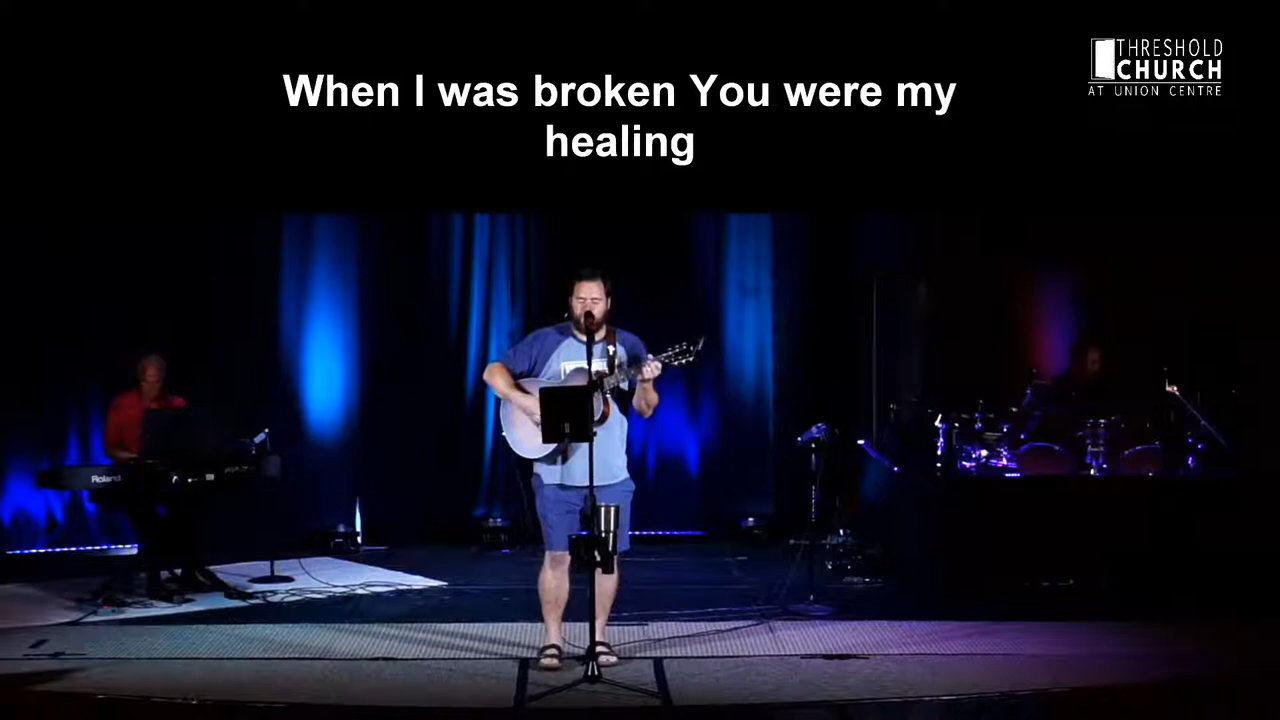 When I was broken You were my
healing
THRESHOLD
CHURCH
AT UNION CENTRE
Roland